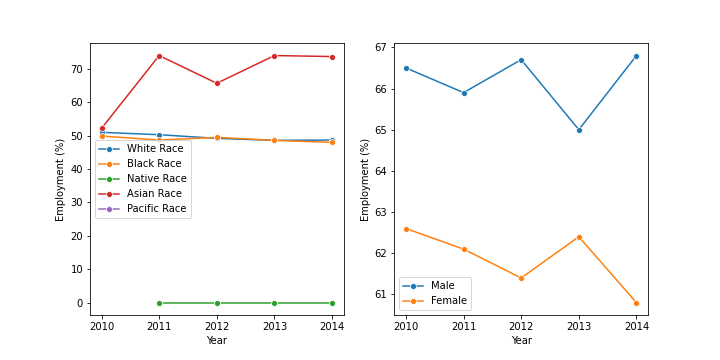 70
60
50
40
30
20
10
0
Employment (%)
White Race
Black Race
Native Race
Asian Race
Pacific Race
2010 2011 2012 2013 2014
Year
67
66
65
64
63
62
61
Employment (%)
Male
Female
2010 2011 2012 2013 2014
Year